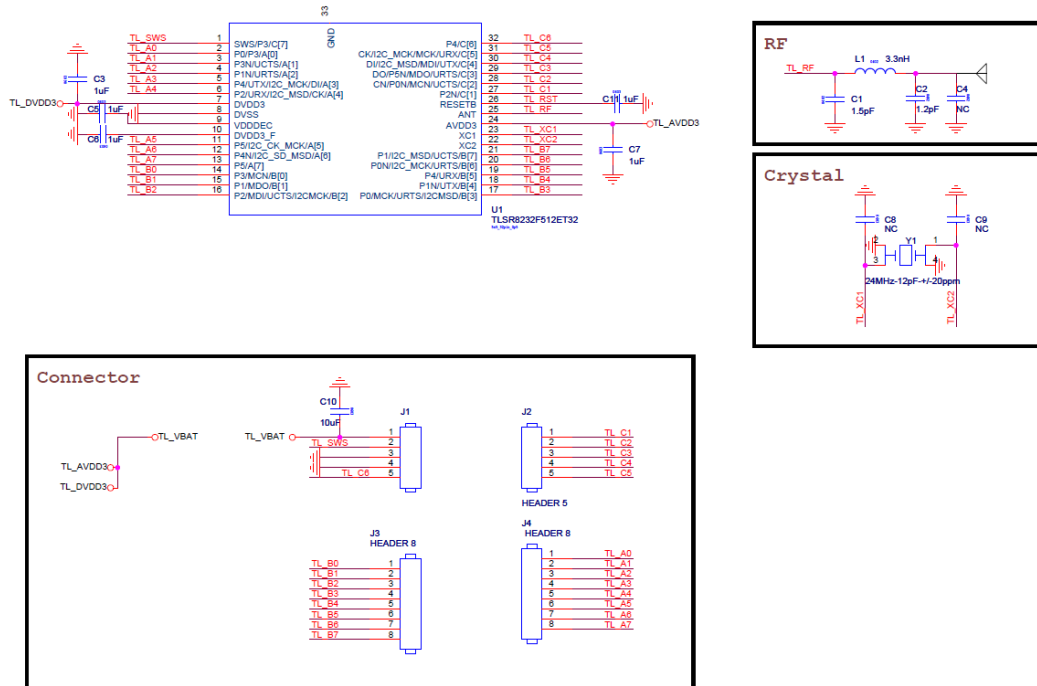 33
GND
TL_SWS 1 SWS/P3/C[7]
TL_A0 2 P0/P3/A[0]
TL_A1 3 P3N/UCTS/A[1]
TL_A2 4 P1N/URTS/A[2]
TL_A3 5 P4/UTX/I2C_MCK/DI/A[3]
TL_A4 6 P2/URX/I2C_MSD/CK/A[4]
TL_DVDD3 7 DVDD3
8 DVSS
9 VDDDEC
10 DVDD3_F
TL_A5 11 P5/I2C_CK_MCK/A[5]
TL_A6 12 P4N/I2C_SD_MSD/A[6]
TL_A7 13 P5/A[7]
TL_B0 14 P3/MCN/B[0]
TL_B1 15 P1/MDO/B[1]
TL_B2 16 P2/MDI/UCTS/I2CMCK/B[2]
C3
1uF
C5 1uF
C6 1uF
P4/C[6] 32 TL_C6
CK/I2C_MCK/MCK/URX/C[5] 31 TL_C5
DI/I2C_MSD/MDI/UTX/C[4] 30 TL_C4
DO/P5N/MDO/URTS/C[3] 29 TL_C3
CN/P0N/MCN/UCTS/C[2] 28 TL_C2
P2N/C[1] 27 TL_C1
RESETB 26 TL_RST
ANT 25 TL_RF
AVDD3 24 TL_AVDD3
XC1 23 TL_XC1
XC2 22 TL_XC2
P1/I2C_MSD/UCTS/B[7] 21 TL_B7
P0N/I2C_MCK/URTS/B[6] 20 TL_B6
P4/URX/B[5] 19 TL_B5
P1N/UTX/B[4] 18 TL_B4
P0/MCK/URTS/I2CMSD/B[3] 17 TL_B3
C11 1uF
C7
1uF
U1
TLSR8232F512ET32
RF
TL_RF
L1 3.3nH
C1
1.5pF
C2
1.2pF
C4
NC
Crystal
C8
NC
C9
NC
2 Y1 1
3 4
24MHz-12pF-+/-20ppm
TL_XC1
TL_XC2
Connector
TL_VBAT
TL_AVDD3
TL_DVDD3
C10
10uF
J1
TL_VBAT 1
TL_SWS 2
3
4
TL_C6 5
J2
1 TL_C1
2 TL_C2
3 TL_C3
4 TL_C4
5 TL_C5
HEADER 5
J3
HEADER 8
TL_B0 1
TL_B1 2
TL_B2 3
TL_B3 4
TL_B4 5
TL_B5 6
TL_B6 7
TL_B7 8
J4
HEADER 8
1 TL_A0
2 TL_A1
3 TL_A2
4 TL_A3
5 TL_A4
6 TL_A5
7 TL_A6
8 TL_A7